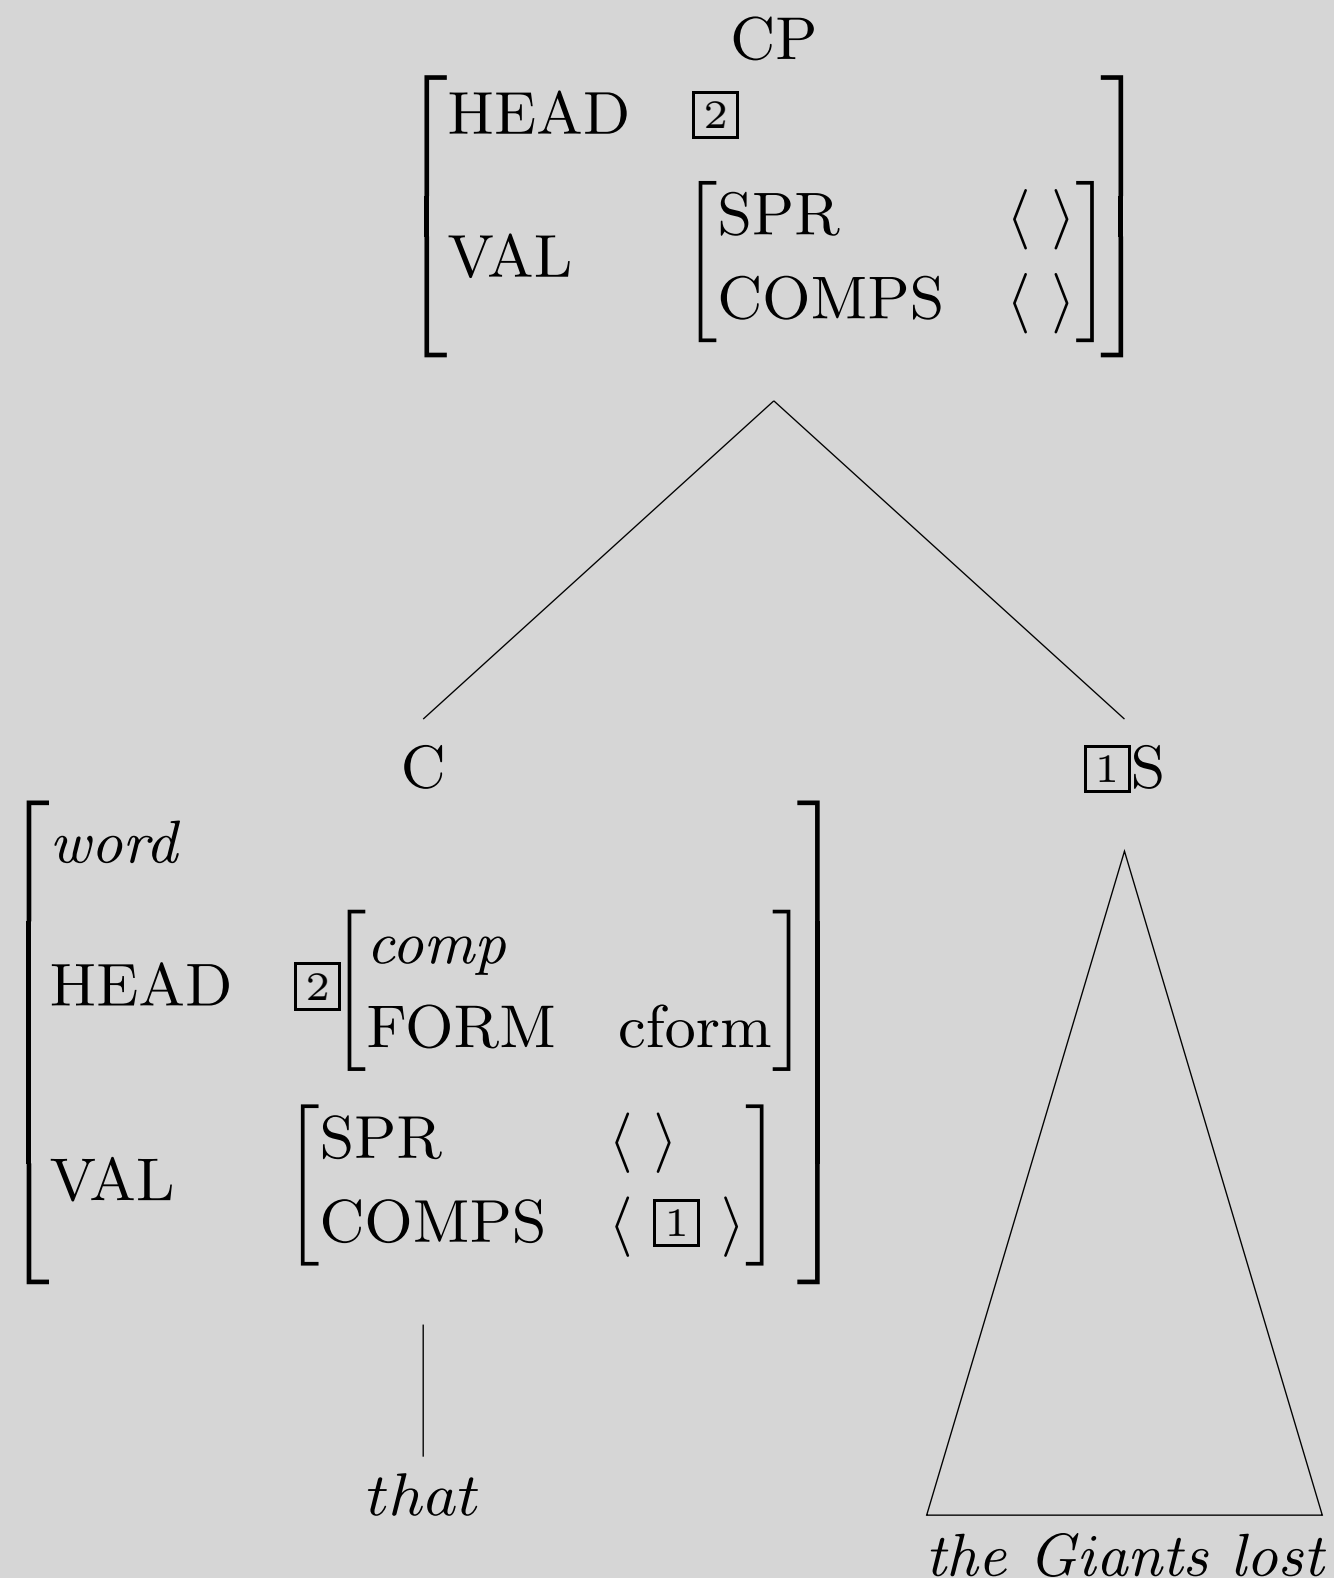 CP
HEAD 2
SPR ⟨ ⟩
VAL
COMPS ⟨ ⟩
C
1 S
word
comp
HEAD 2
FORM cform
SPR ⟨ ⟩
VAL
COMPS ⟨ 1 ⟩
that
the Giants lost